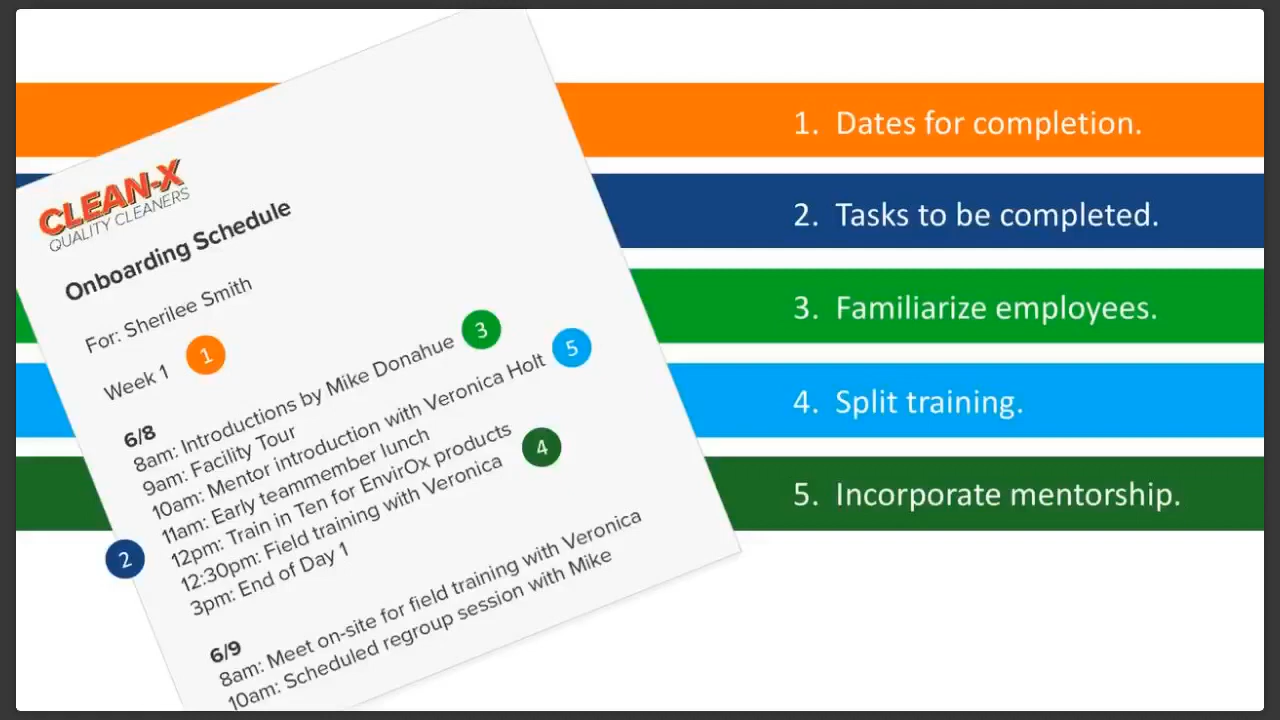 CLEAN-X
QUALITY CLEANERS
Onboarding Schedule
For: Sherilee Smith
Week 1
1
6/8
8am: Introductions by Mike Donahue
3
9am: Facility Tour
10am: Mentor introduction with Veronica Holt
5
11am: Early teammember lunch
12pm: Train in Ten for EnvirOx products
4
12:30pm: Field training with Veronica
3pm: End of Day 1
2
6/9
8am: Meet on-site for field training with Veronica
10am: Scheduled regroup session with Mike
1. Dates for completion.
2. Tasks to be completed.
3. Familiarize employees.
4. Split training.
5. Incorporate mentorship.